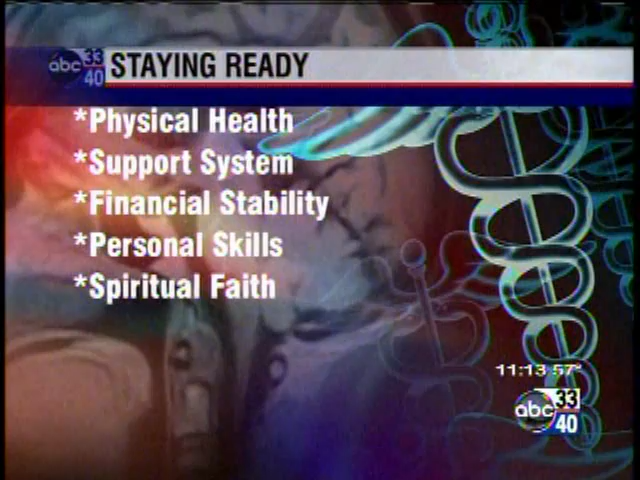 abc 33 40 STAYING READY
*Physical Health
*Support System
*Financial Stability
*Personal Skills
*Spiritual Faith
11:13 57°
abc 33 40